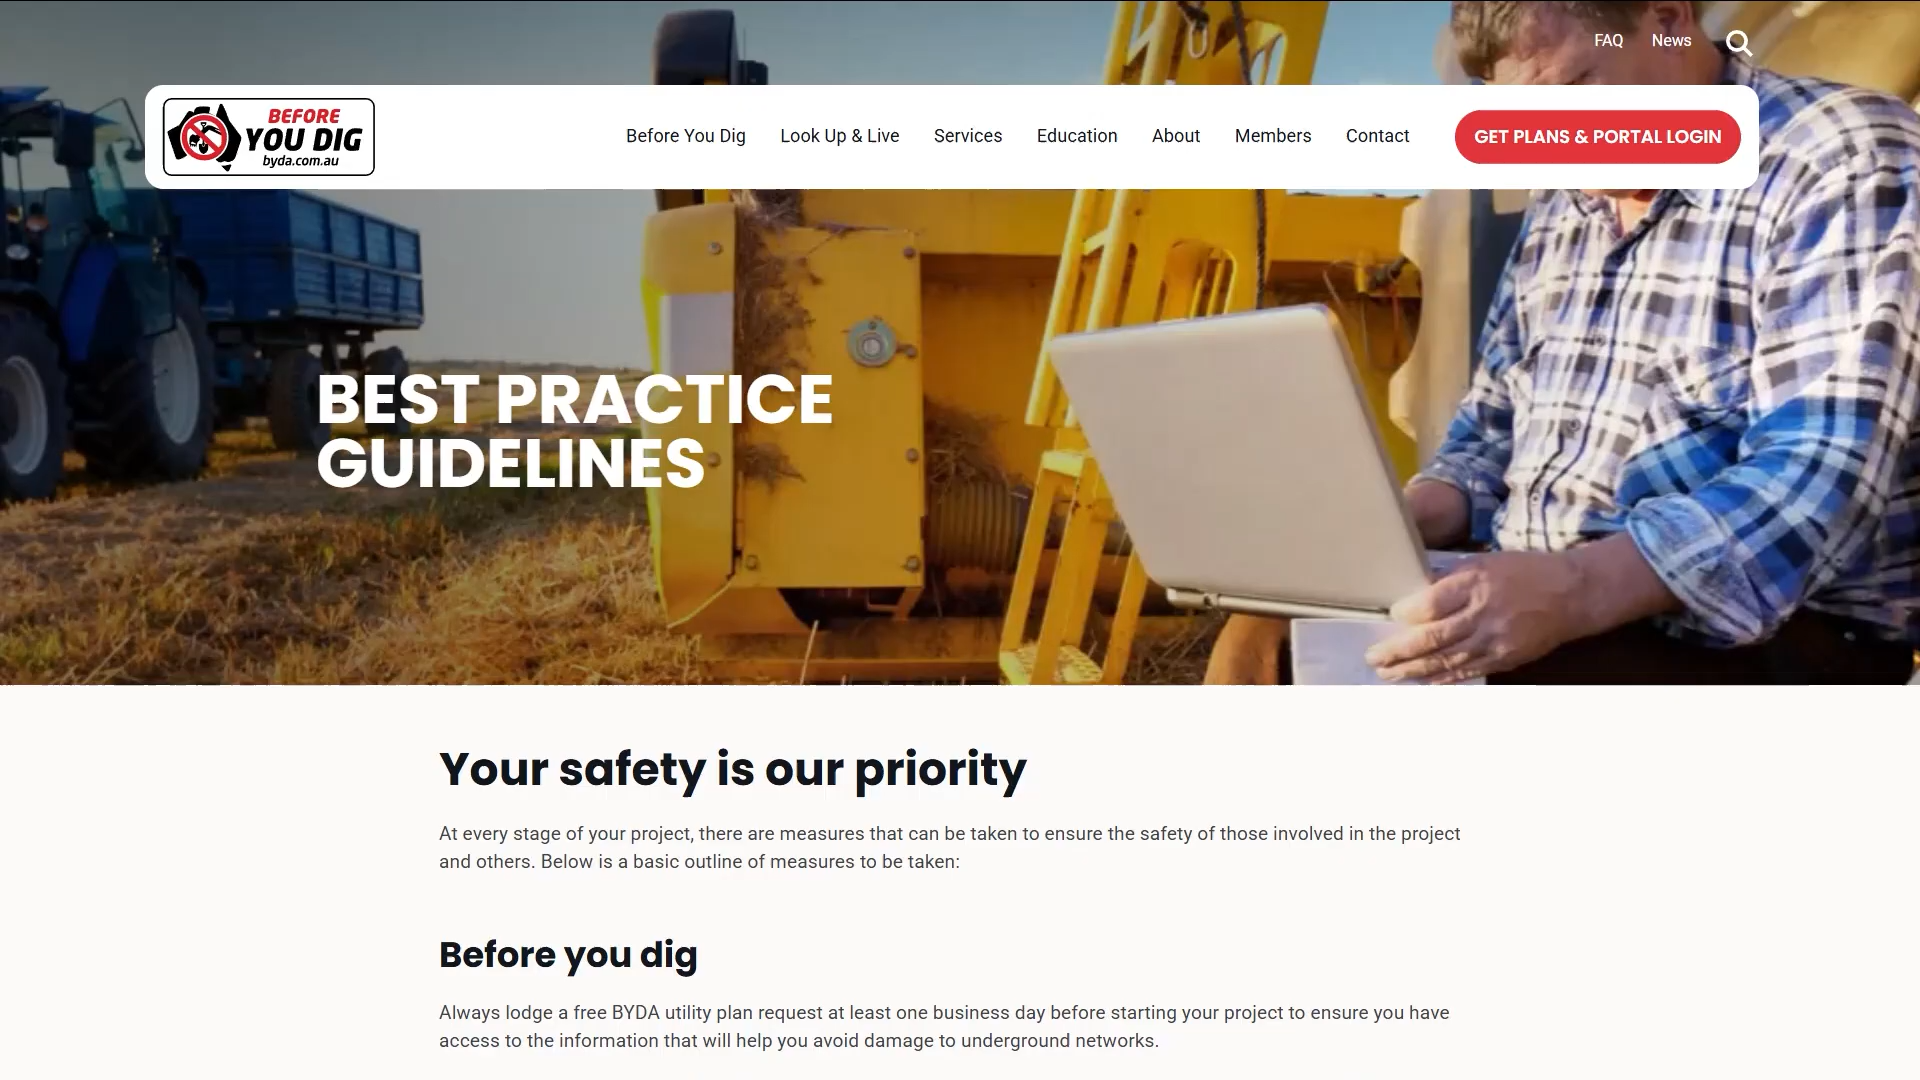 FAQ News
BEFORE
YOU DIG
byda.com.au
Before You Dig Look Up & Live Services Education About Members Contact GET PLANS & PORTAL LOGIN
BEST PRACTICE
GUIDELINES
Your safety is our priority
At every stage of your project, there are measures that can be taken to ensure the safety of those involved in the project
and others. Below is a basic outline of measures to be taken:
Before you dig
Always lodge a free BYDA utility plan request at least one business day before starting your project to ensure you have
access to the information that will help you avoid damage to underground networks.